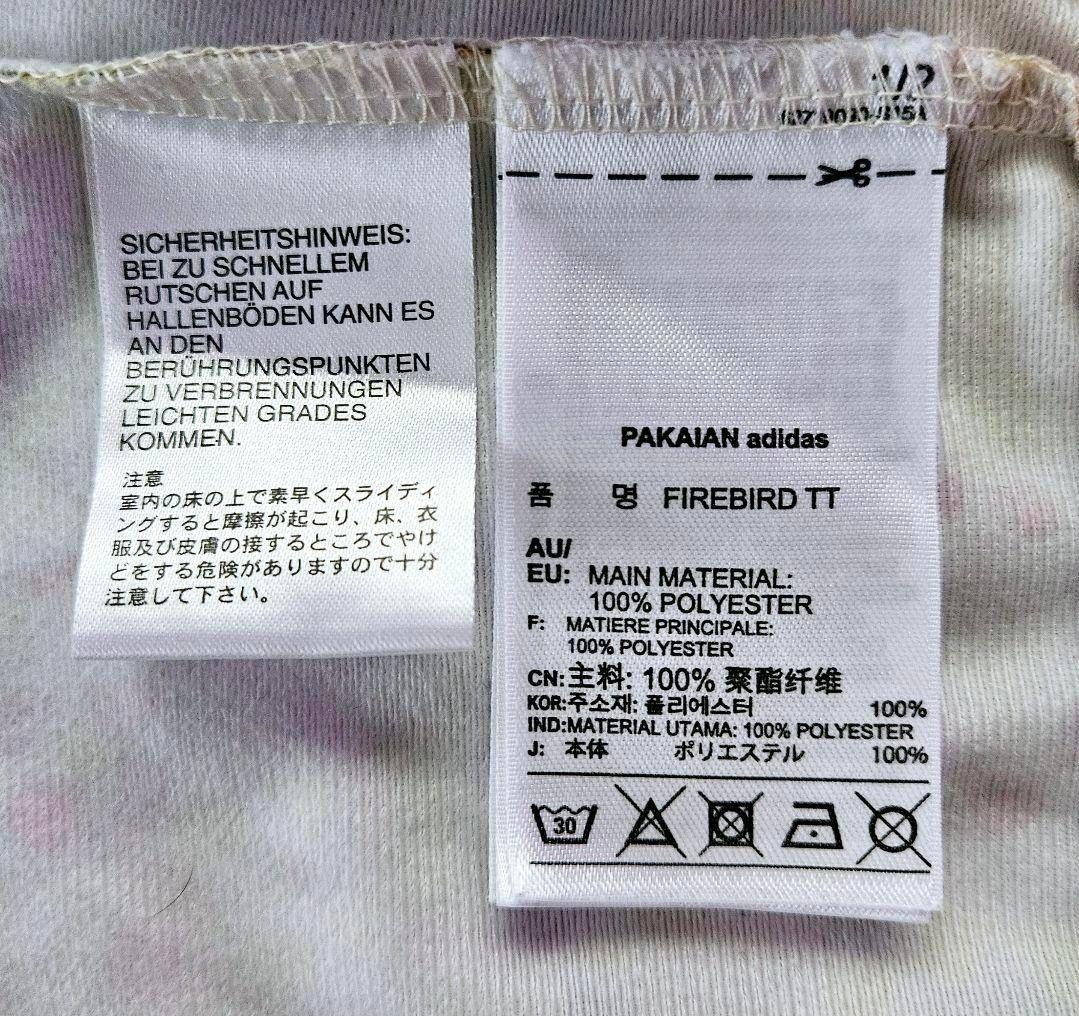 SICHERHEITSHINWEIS:
BEI ZU SCHNELLEM
RUTSCHEN AUF
HALLENBÖDEN KANN ES
AN DEN
BERÜHRUNGSPUNKTEN
ZU VERBRENNUNGEN
LEICHTEN GRADES
KOMMEN.
注意
室内の床の上で素早くスライディ
ングすると摩擦が起こり、床、衣
服及び皮膚の接するところでやけ
どをする危険がありますので十分
注意して下さい。
1/2
PAKAIAN adidas
품 명 FIREBIRD TT
AU/
EU: MAIN MATERIAL:
100% POLYESTER
F: MATIERE PRINCIPALE:
100% POLYESTER
CN:主料: 100% 聚酯纤维
KOR:주소재: 폴리에스터 100%
IND:MATERIAL UTAMA: 100% POLYESTER
J: 本体 ポリエステル 100%
30